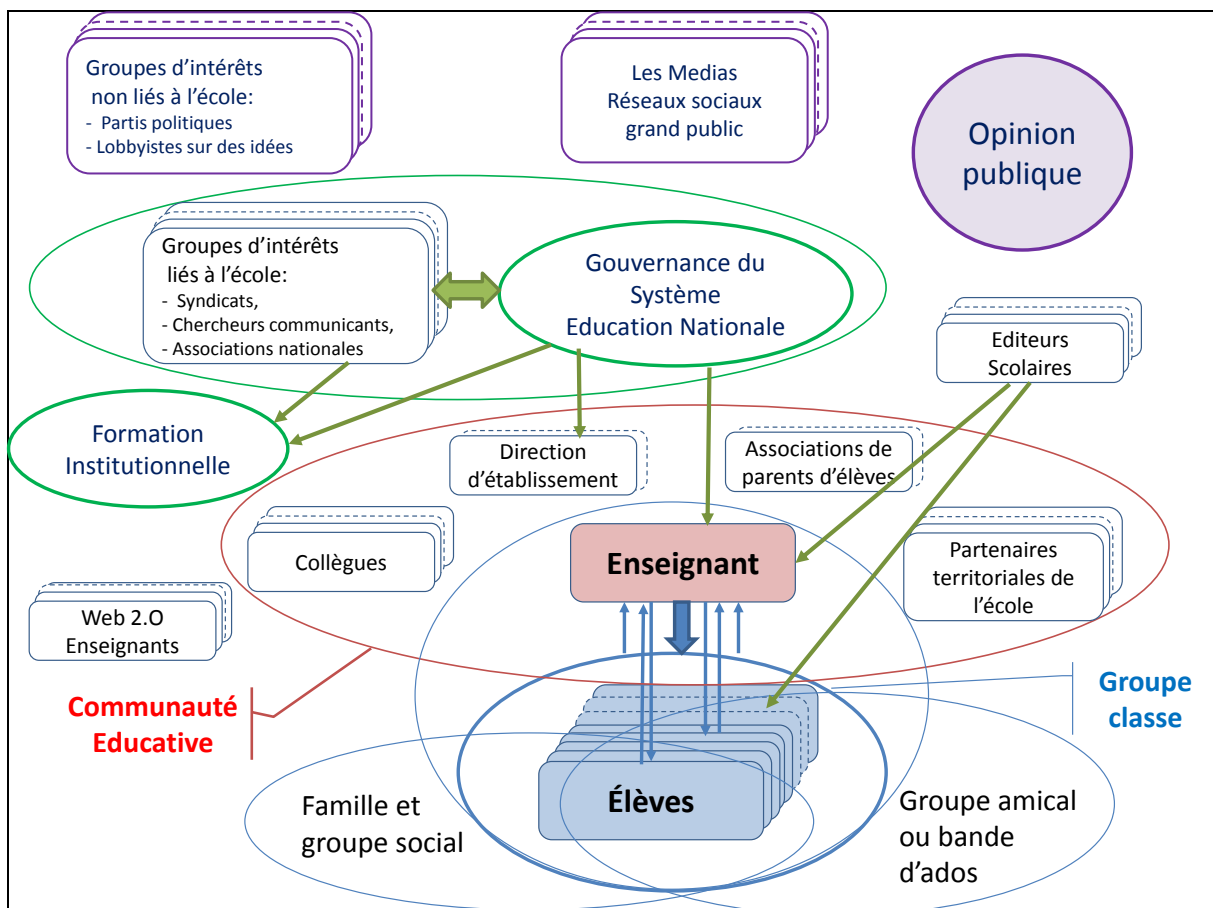 Groupes d’intérêts
non liés à l’école:
- Partis politiques
- Lobbyistes sur des idées
Les Medias
Réseaux sociaux
grand public
Opinion
publique
Groupes d’intérêts
liés à l’école:
- Syndicats,
- Chercheurs communicants,
- Associations nationales
Gouvernance du
Système
Education Nationale
Editeurs
Scolaires
Formation
Institutionnelle
Direction
d’établissement
Associations de
parents d’élèves
Collègues
Enseignant
Partenaires
territoriales de
l’école
Web 2.O
Enseignants
Communauté
Educative
Groupe
classe
Élèves
Famille et
groupe social
Groupe amical
ou bande
d’ados